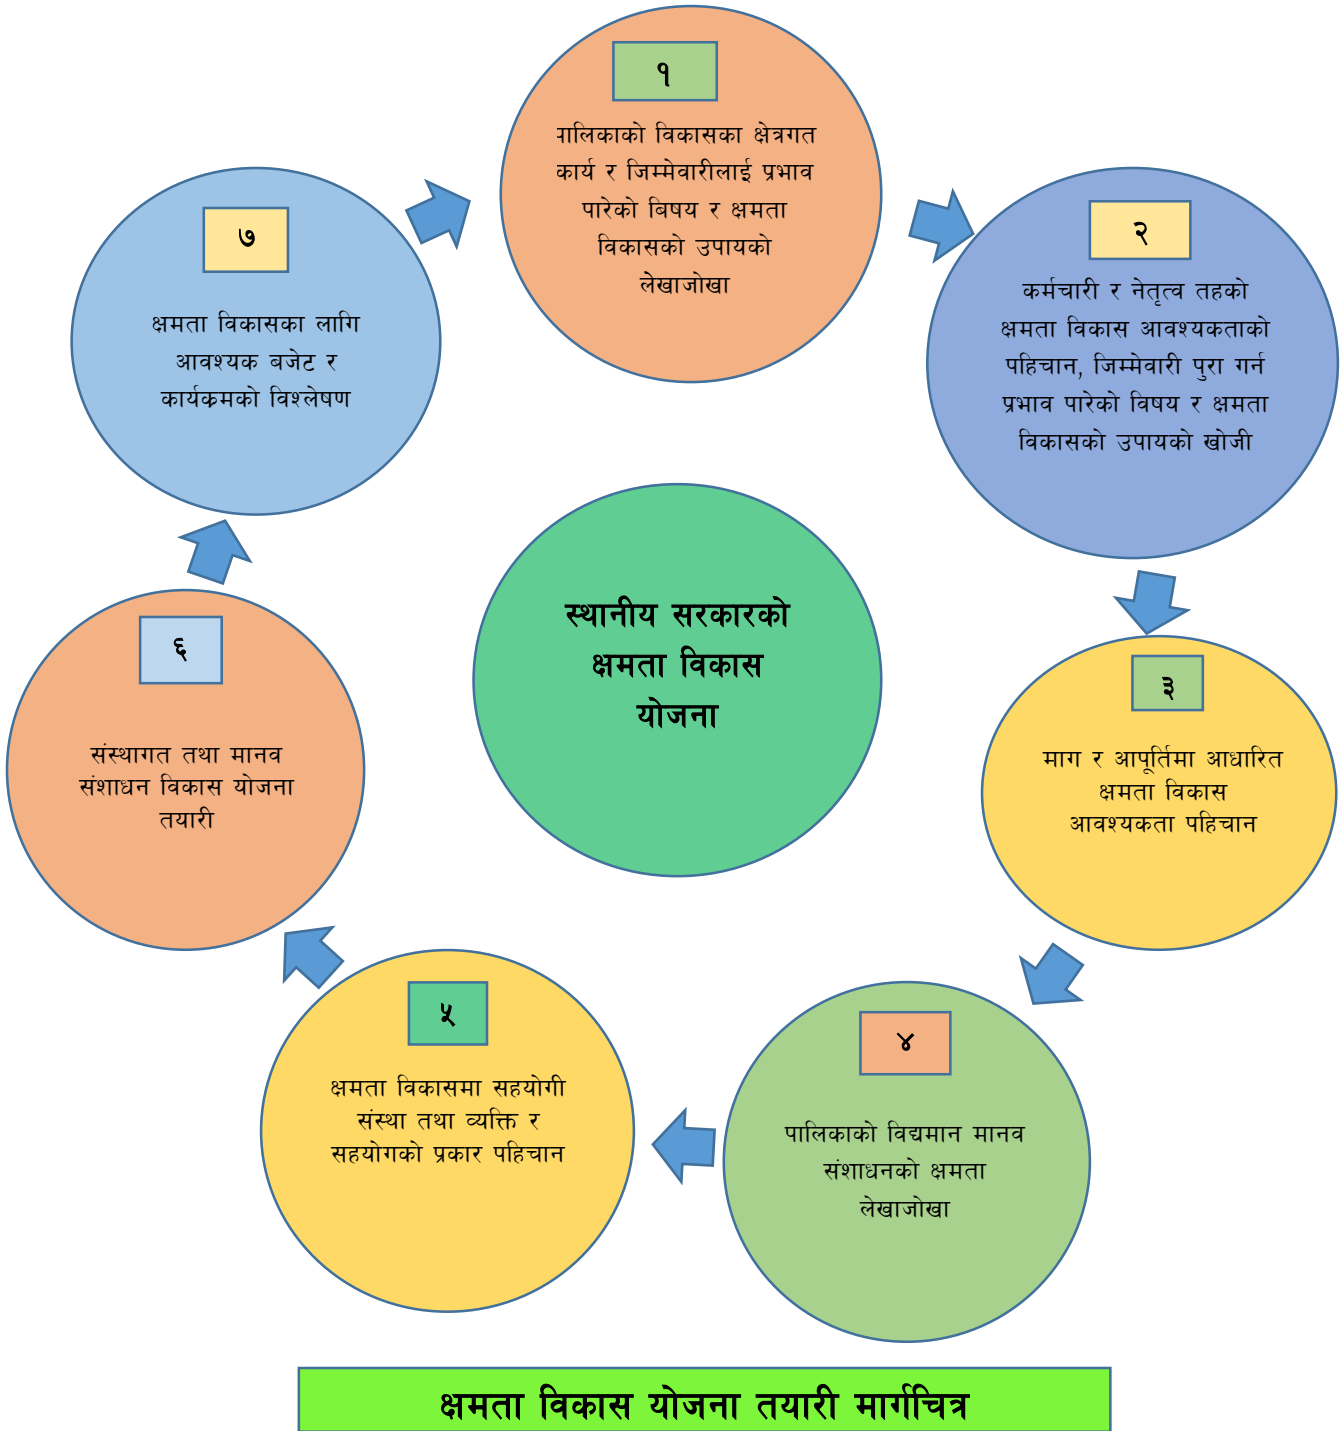 १
पालिकाको विकासका क्षेत्रगत
कार्य र जिम्मेवारीलाई प्रभाव
पारेको बिषय र क्षमता
विकासको उपायको
लेखाजोखा
२
कर्मचारी र नेतृत्व तहको
क्षमता विकास आवश्यकताको
पहिचान, जिम्मेवारी पुरा गर्न
प्रभाव पारेको विषय र क्षमता
विकासको उपायको खोजी
३
माग र आपूर्तिमा आधारित
क्षमता विकास
आवश्यकता पहिचान
४
पालिकाको विद्यमान मानव
संशाधनको क्षमता
लेखाजोखा
५
क्षमता विकासमा सहयोगी
संस्था तथा व्यक्ति र
सहयोगको प्रकार पहिचान
६
संस्थागत तथा मानव
संशाधन विकास योजना
तयारी
७
क्षमता विकासका लागि
आवश्यक बजेट र
कार्यक्रमको विश्लेषण
स्थानीय सरकारको
क्षमता विकास
योजना
क्षमता विकास योजना तयारी मार्गचित्र